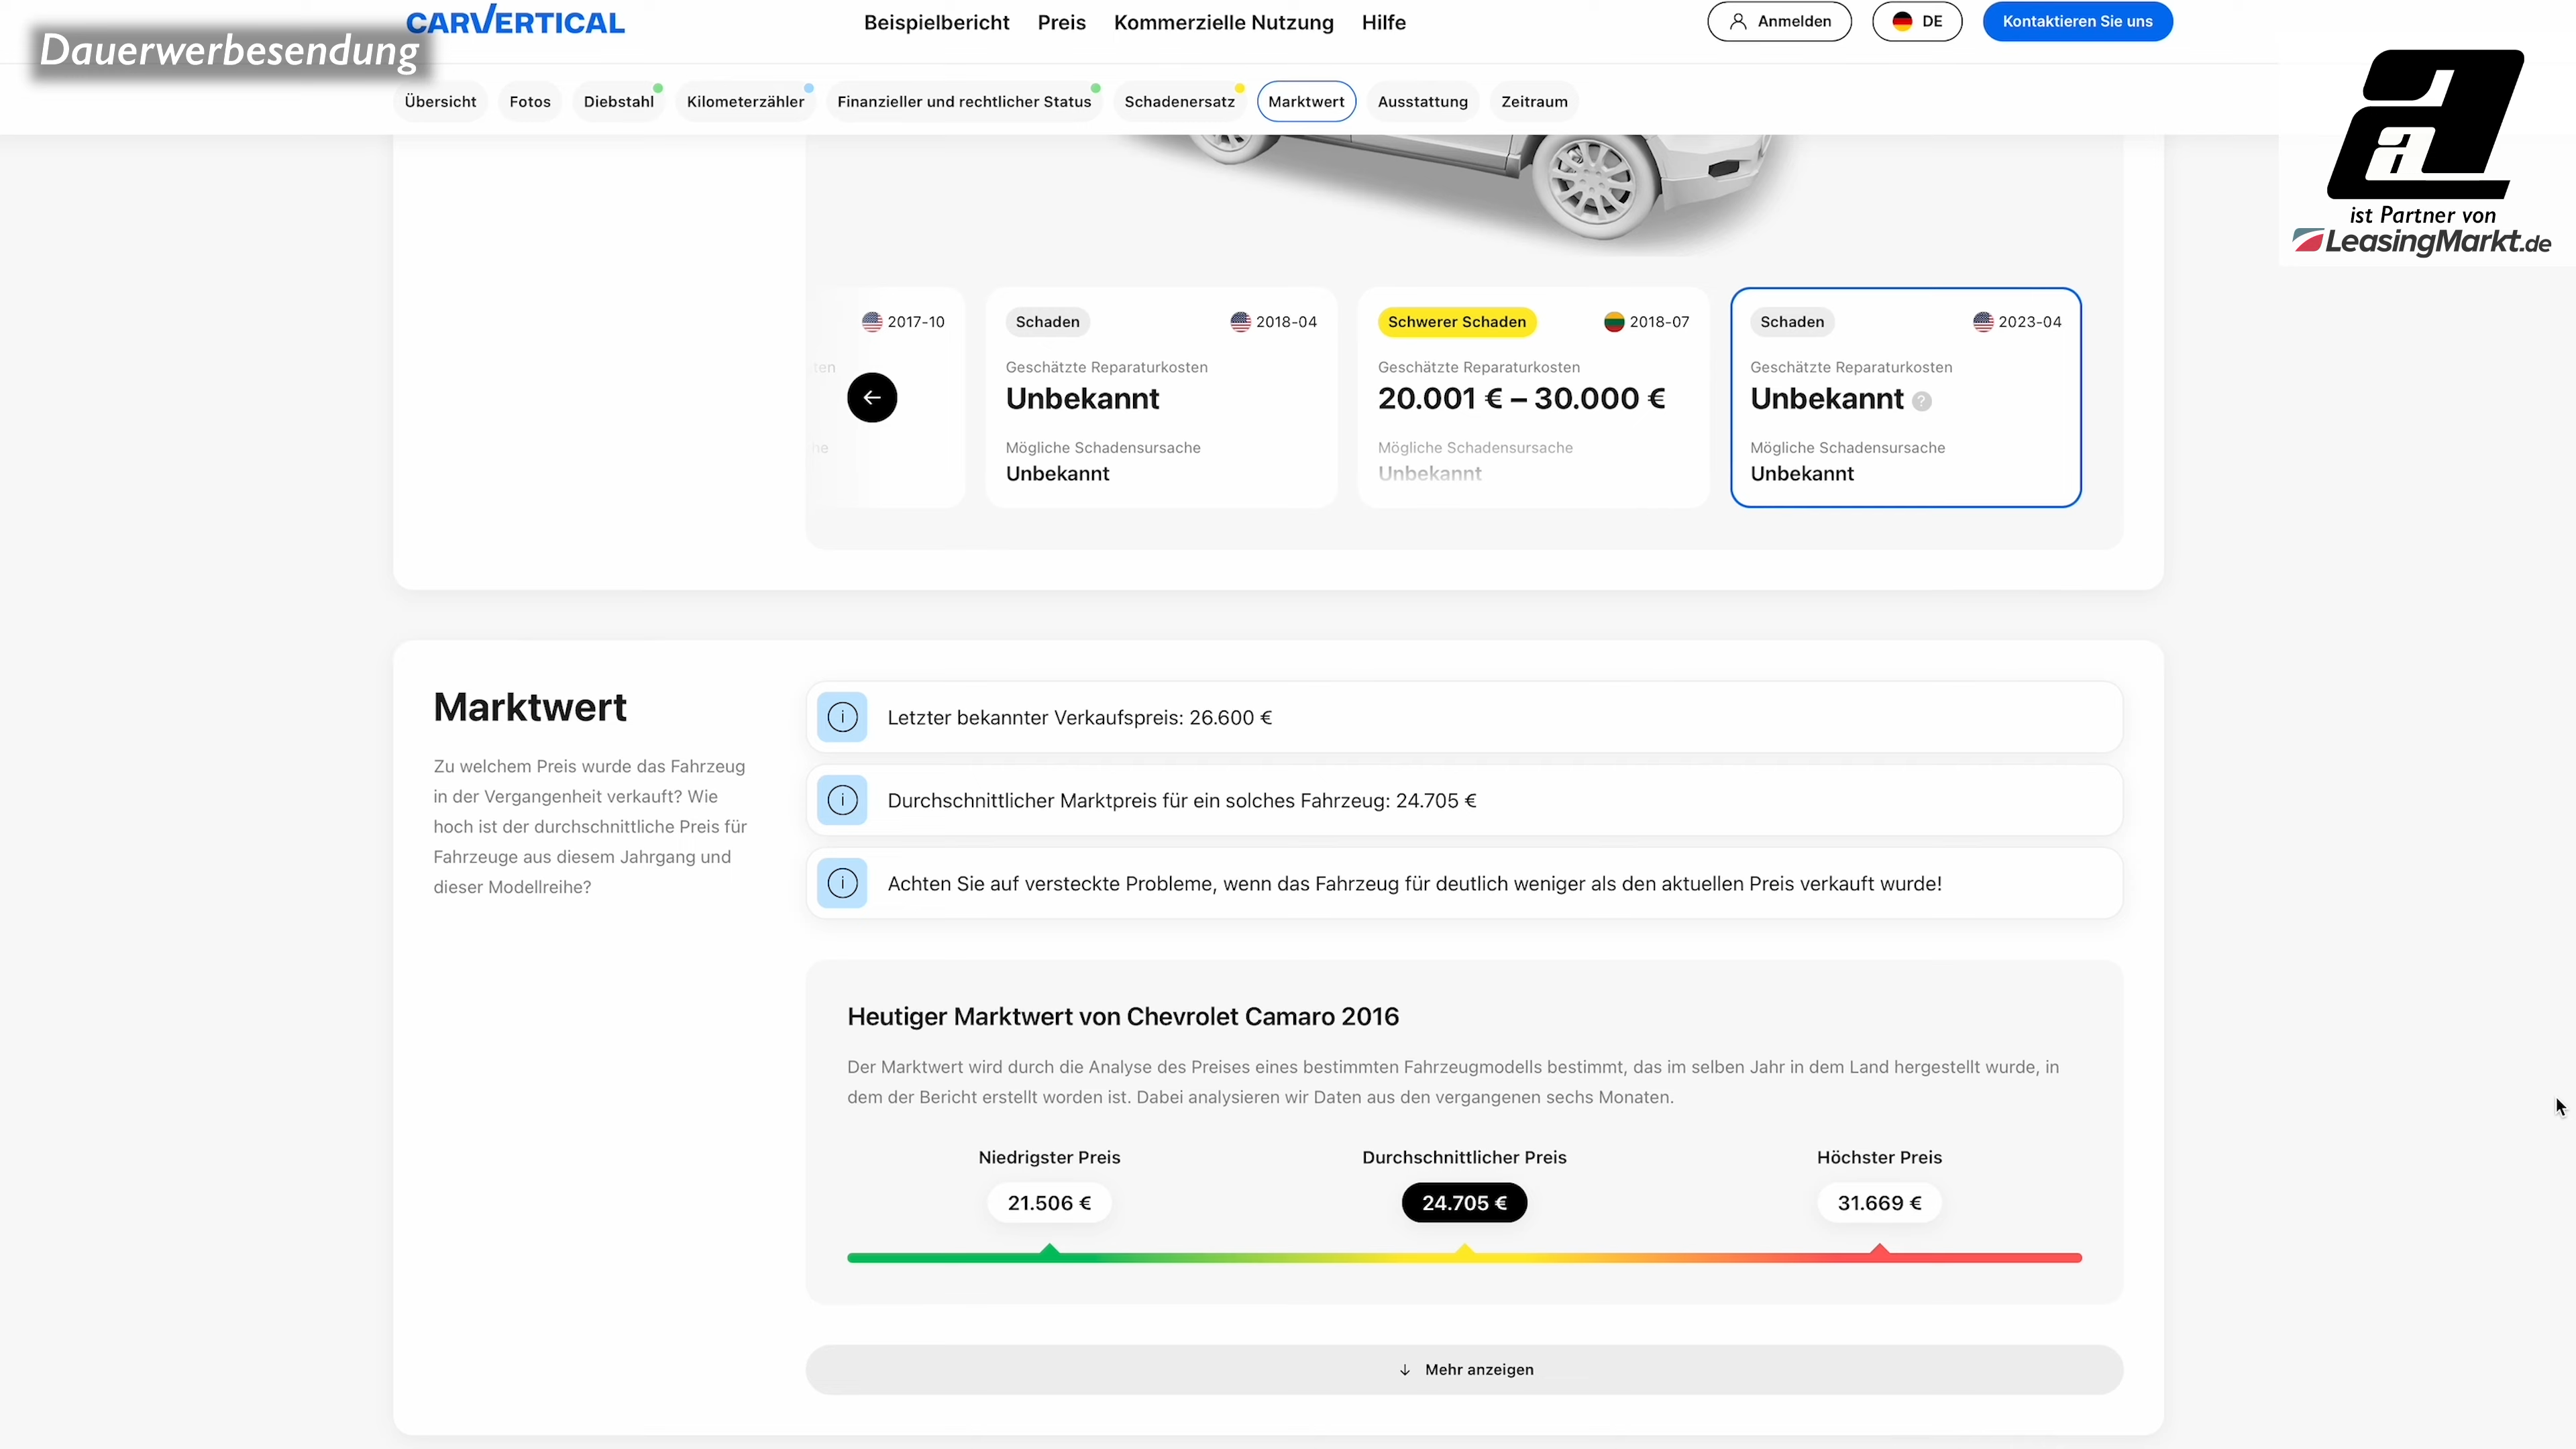 CARVERTICAL
Beispielbericht
Preis
Kommerzielle Nutzung
Hilfe
Anmelden
DE
Kontaktieren Sie uns
Dauerwerbesendung
Übersicht
Fotos
Diebstahl
Kilometerzähler
Finanzieller und rechtlicher Status
Schadenersatz
Marktwert
Ausstattung
Zeitraum
a
a
ist Partner von
LeasingMarkt.de
2017-10
ten
he
Schaden
2018-04
Geschätzte Reparaturkosten
Unbekannt
Mögliche Schadensursache
Unbekannt
Schwerer Schaden
2018-07
Geschätzte Reparaturkosten
20.001 € – 30.000 €
Mögliche Schadensursache
Unbekannt
Schaden
2023-04
Geschätzte Reparaturkosten
Unbekannt ?
Mögliche Schadensursache
Unbekannt
Marktwert
Zu welchem Preis wurde das Fahrzeug
in der Vergangenheit verkauft? Wie
hoch ist der durchschnittliche Preis für
Fahrzeuge aus diesem Jahrgang und
dieser Modellreihe?
Letzter bekannter Verkaufspreis: 26.600 €
Durchschnittlicher Marktpreis für ein solches Fahrzeug: 24.705 €
Achten Sie auf versteckte Probleme, wenn das Fahrzeug für deutlich weniger als den aktuellen Preis verkauft wurde!
Heutiger Marktwert von Chevrolet Camaro 2016
Der Marktwert wird durch die Analyse des Preises eines bestimmten Fahrzeugmodells bestimmt, das im selben Jahr in dem Land hergestellt wurde, in
dem der Bericht erstellt worden ist. Dabei analysieren wir Daten aus den vergangenen sechs Monaten.
Niedrigster Preis
21.506 €
Durchschnittlicher Preis
24.705 €
Höchster Preis
31.669 €
Mehr anzeigen